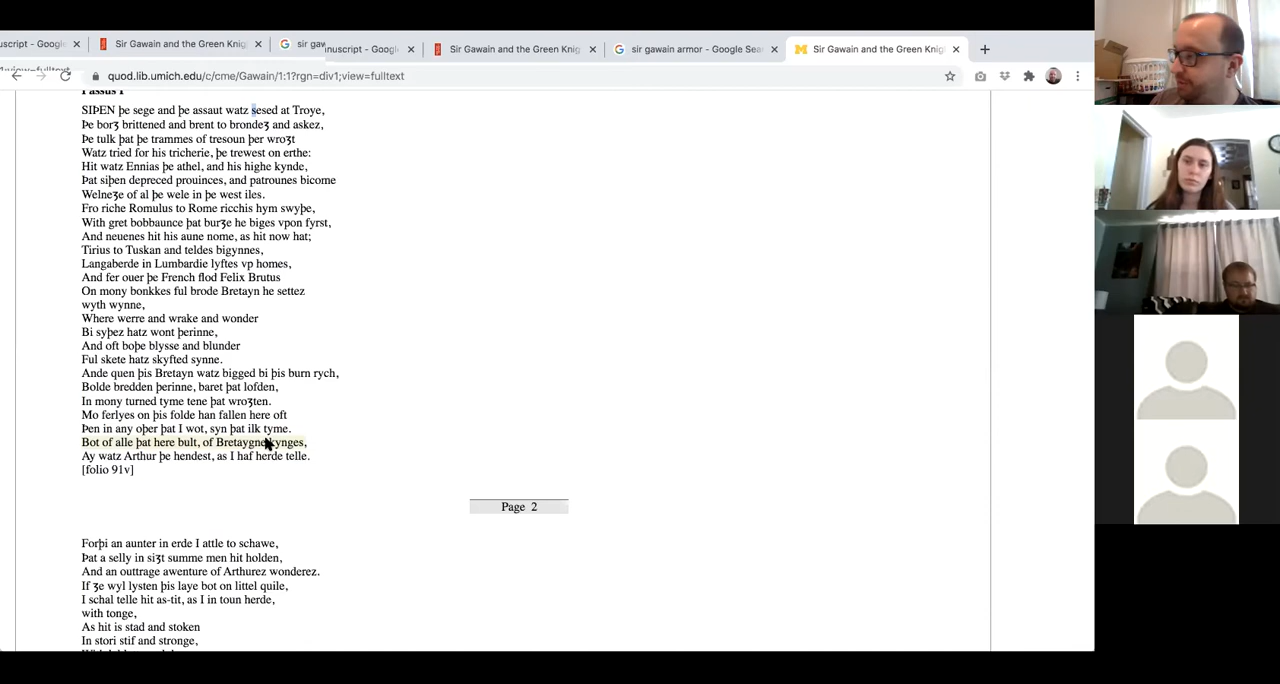 nuscript - Google
Sir Gawain and the Green Knig
sir gaw
nuscript - Googl
Sir Gawain and the Green Knig
sir gawain armor - Google Sea
Sir Gawain and the Green Knig
quod.lib.umich.edu/c/cme/Gawain/1:1?rgn=div1;view=fulltext
Passus I
SIÞEN þe sege and þe assaut watz sesed at Troye,
Þe borȝ brittened and brent to brondeȝ and askez,
Þe tulk þat þe trammes of tresoun þer wroȝt
Watz tried for his tricherie, þe trewest on erthe:
Hit watz Ennias þe athel, and his highe kynde,
Þat siþen depreced prouinces, and patrounes bicome
Welneȝe of al þe wele in þe west iles.
Fro riche Romulus to Rome ricchis hym swyþe,
With gret bobbaunce þat burȝe he biges vpon fyrst,
And neuenes hit his aune nome, as hit now hat;
Tirius to Tuskan and teldes bigynnes,
Langaberde in Lumbardie lyftes vp homes,
And fer ouer þe French flod Felix Brutus
On mony bonkkes ful brode Bretayn he settez
wyth wynne,
Where werre and wrake and wonder
Bi syþez hatz wont þerinne,
And oft boþe blysse and blunder
Ful skete hatz skyfted synne.
Ande quen þis Bretayn watz bigged bi þis burn rych,
Bolde bredden þerinne, baret þat lofden,
In mony turned tyme tene þat wroȝten.
Mo ferlyes on þis folde han fallen here oft
Þen in any oþer þat I wot, syn þat ilk tyme.
Bot of alle þat here bult, of Bretaygne kynges,
Ay watz Arthur þe hendest, as I haf herde telle.
[folio 91v]
Page 2
Forþi an aunter in erde I attle to schawe,
Þat a selly in siȝt summe men hit holden,
And an outtrage awenture of Arthurez wonderez.
If ȝe wyl lysten þis laye bot on littel quile,
I schal telle hit as-tit, as I in toun herde,
with tonge,
As hit is stad and stoken
In stori stif and stronge,